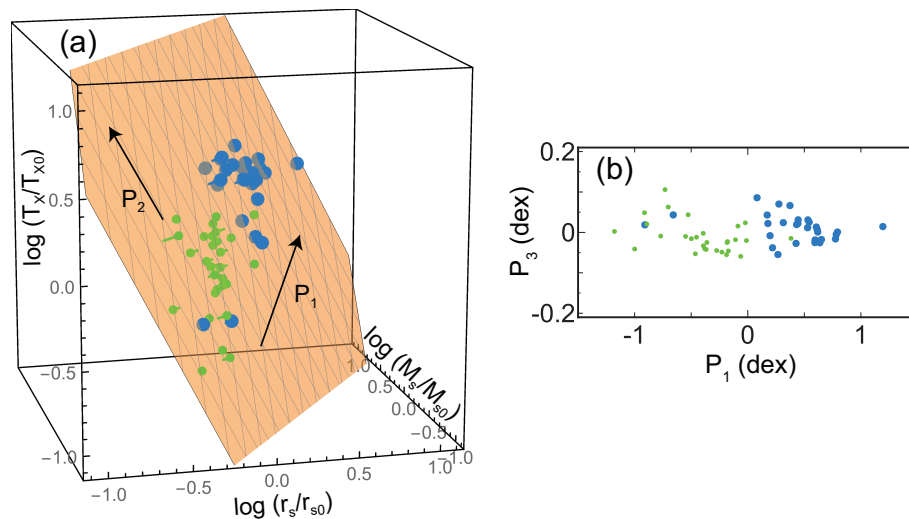 (a)
log (T_X/T_X0)
1.0
0.5
0.0
−0.5
−1.0
P_2
P_1
log (M_s/M_s0)
1.0
0.5
0.0
−0.5
−1.0
−1.0
−0.5
0.0
0.5
1.0
log (r_s/r_s0)
(b)
P_3 (dex)
0.2
0
-0.2
-1
0
1
P_1 (dex)